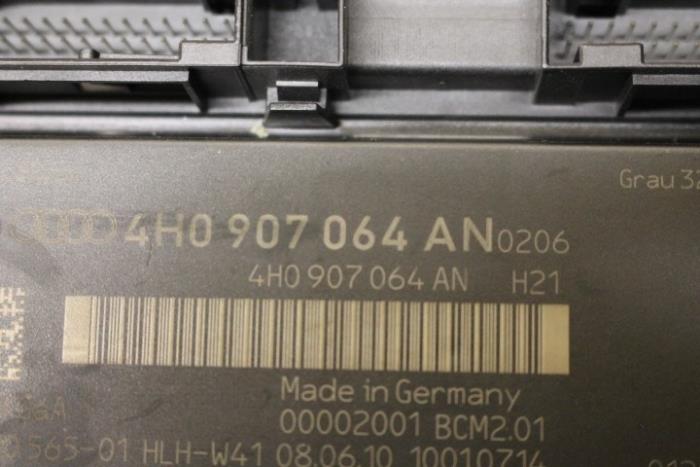 Grau 32
4H0 907 064 AN 0206
4H0 907 064 AN H21
Made in Germany
00002001 BCM2.01
0565-01 HLH-W41 08.06.10 10010714